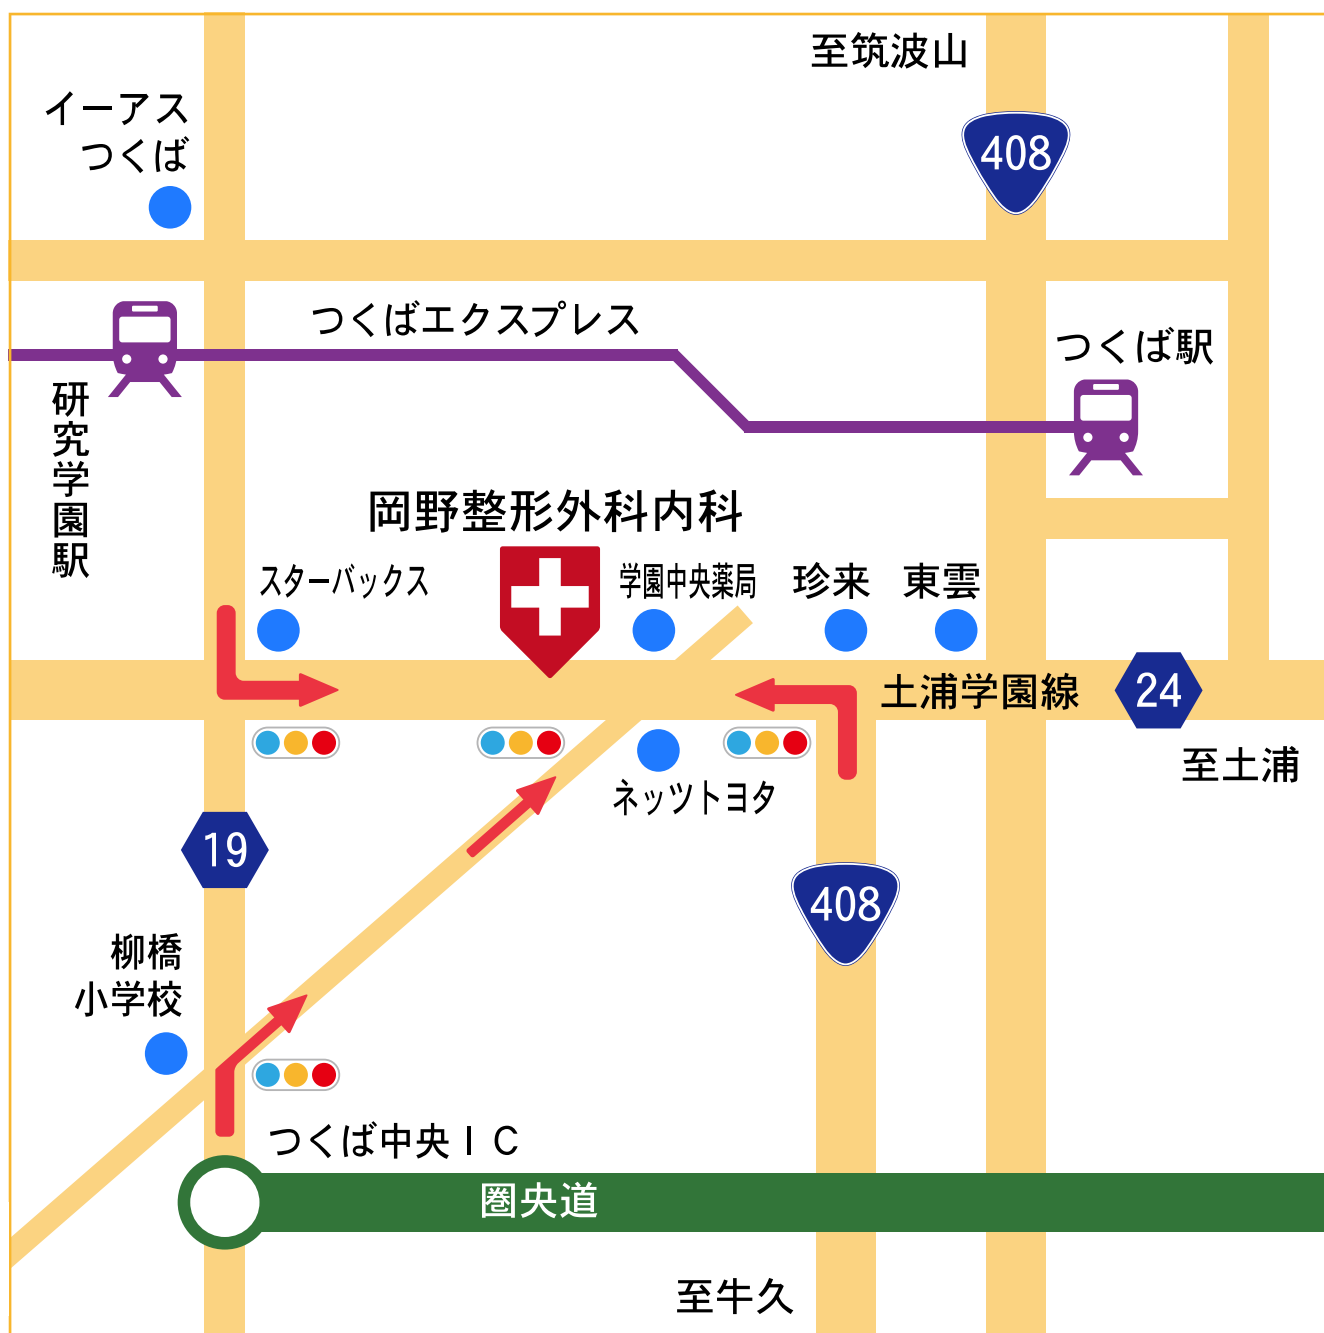 至筑波山
イーアス
つくば
408
つくばエクスプレス
つくば駅
研究学園駅
岡野整形外科内科
スターバックス
学園中央薬局
珍来
東雲
土浦学園線
24
至土浦
ネッツトヨタ
19
408
柳橋
小学校
つくば中央IC
圏央道
至牛久